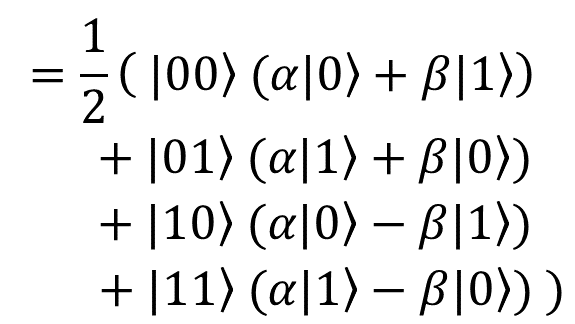 = 1/2 ( |00⟩ (α|0⟩ + β|1⟩)
+ |01⟩ (α|1⟩ + β|0⟩)
+ |10⟩ (α|0⟩ − β|1⟩)
+ |11⟩ (α|1⟩ − β|0⟩) )